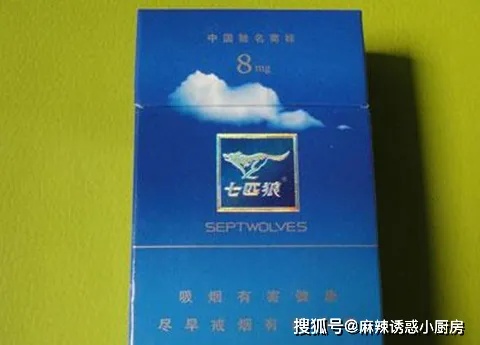 中国驰名商标
8mg
七匹狼
SEPTWOLVES
吸烟有害健康
尽早戒烟有
搜狐号@麻辣诱惑小厨房